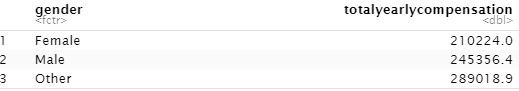 gender totalyearlycompensation
<fctr> <dbl>
1 Female 210224.0
2 Male 245356.4
3 Other 289018.9